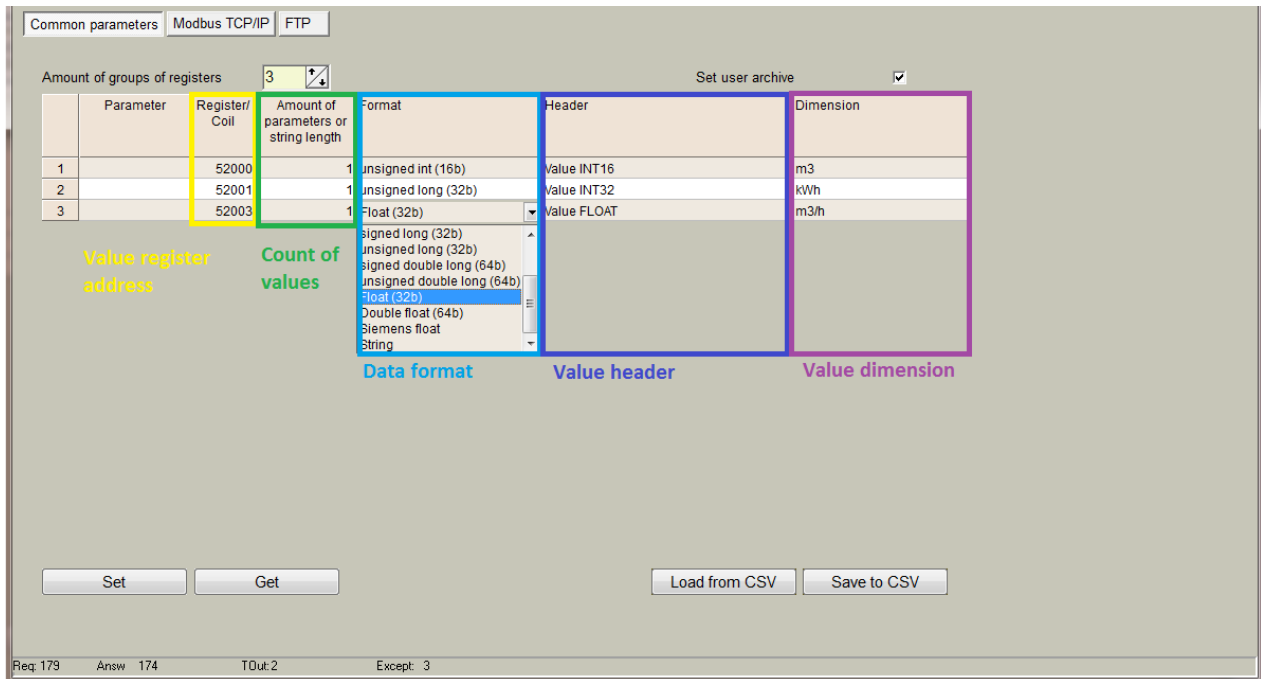 Common parameters Modbus TCP/IP FTP
Amount of groups of registers 3 Set user archive
Parameter Register/ Amount of Format Header Dimension
Coil parameters or
string length
1 52000 1 unsigned int (16b) Value INT16 m3
2 52001 1 unsigned long (32b) Value INT32 kWh
3 52003 1 Float (32b) Value FLOAT m3/h
signed long (32b)
unsigned long (32b)
signed double long (64b)
unsigned double long (64b)
Float (32b)
Double float (64b)
Siemens float
String
Value register
address
Count of
values
Data format
Value header
Value dimension
Set Get Load from CSV Save to CSV
Req: 179 Answ 174 TOut: 2 Except: 3